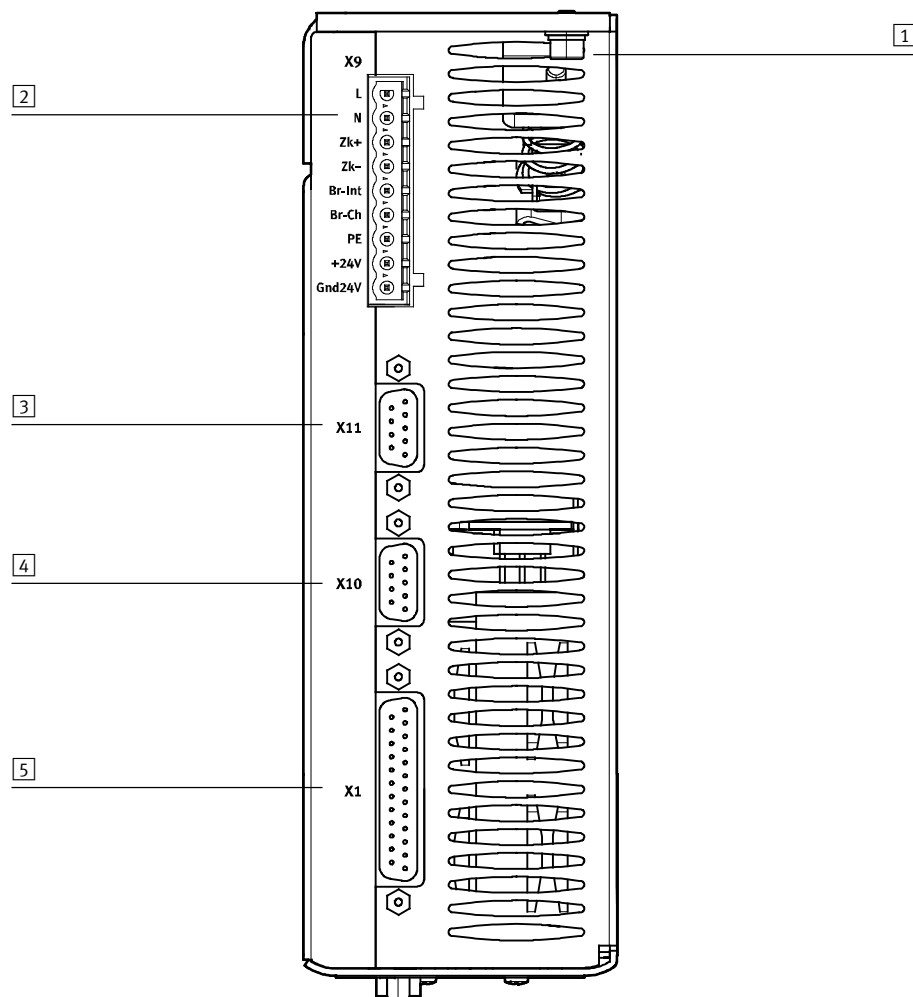 1
X9
2
L
N
Zk+
Zk–
Br-Int
Br-Ch
PE
+24V
Gnd24V
3
X11
4
X10
5
X1